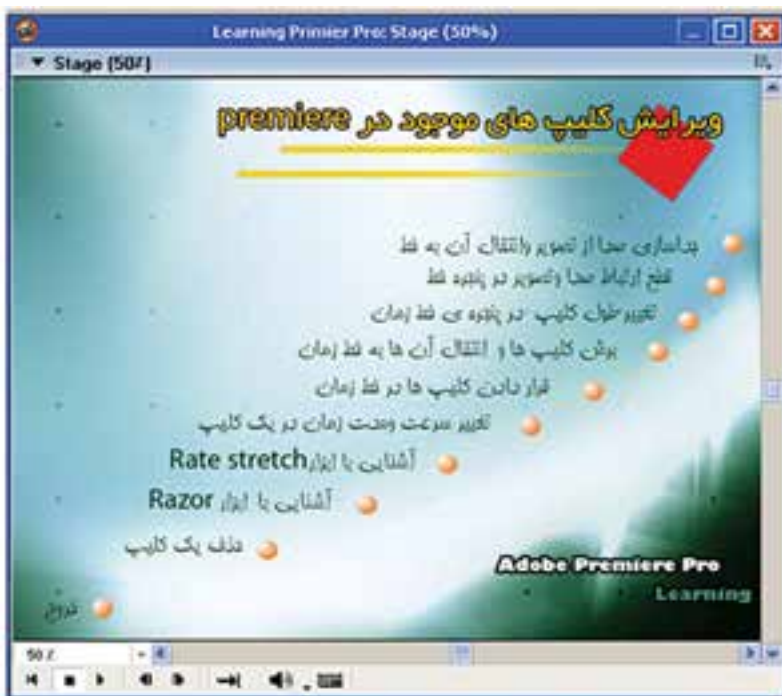 Learning Primier Pro: Stage (50%)
Stage (50%)
ویرایش کلیپ های موجود در premiere
جداسازی صدا از تصویر وانتقال آن به خط
قطع ارتباط صدا وتصویر در پنجره خط
تغییر طول کلیپ در پنجره ی خط زمان
برش کلیپ ها و انتقال آن ها به خط زمان
قرار دادن کلیپ ها در خط زمان
تغییر سرعت ومدت زمان در یک کلیپ
آشنایی با ابزار Rate stretch
آشنایی با ابزار Razor
حذف یک کلیپ
Adobe Premiere Pro
Learning
خروج
50 %